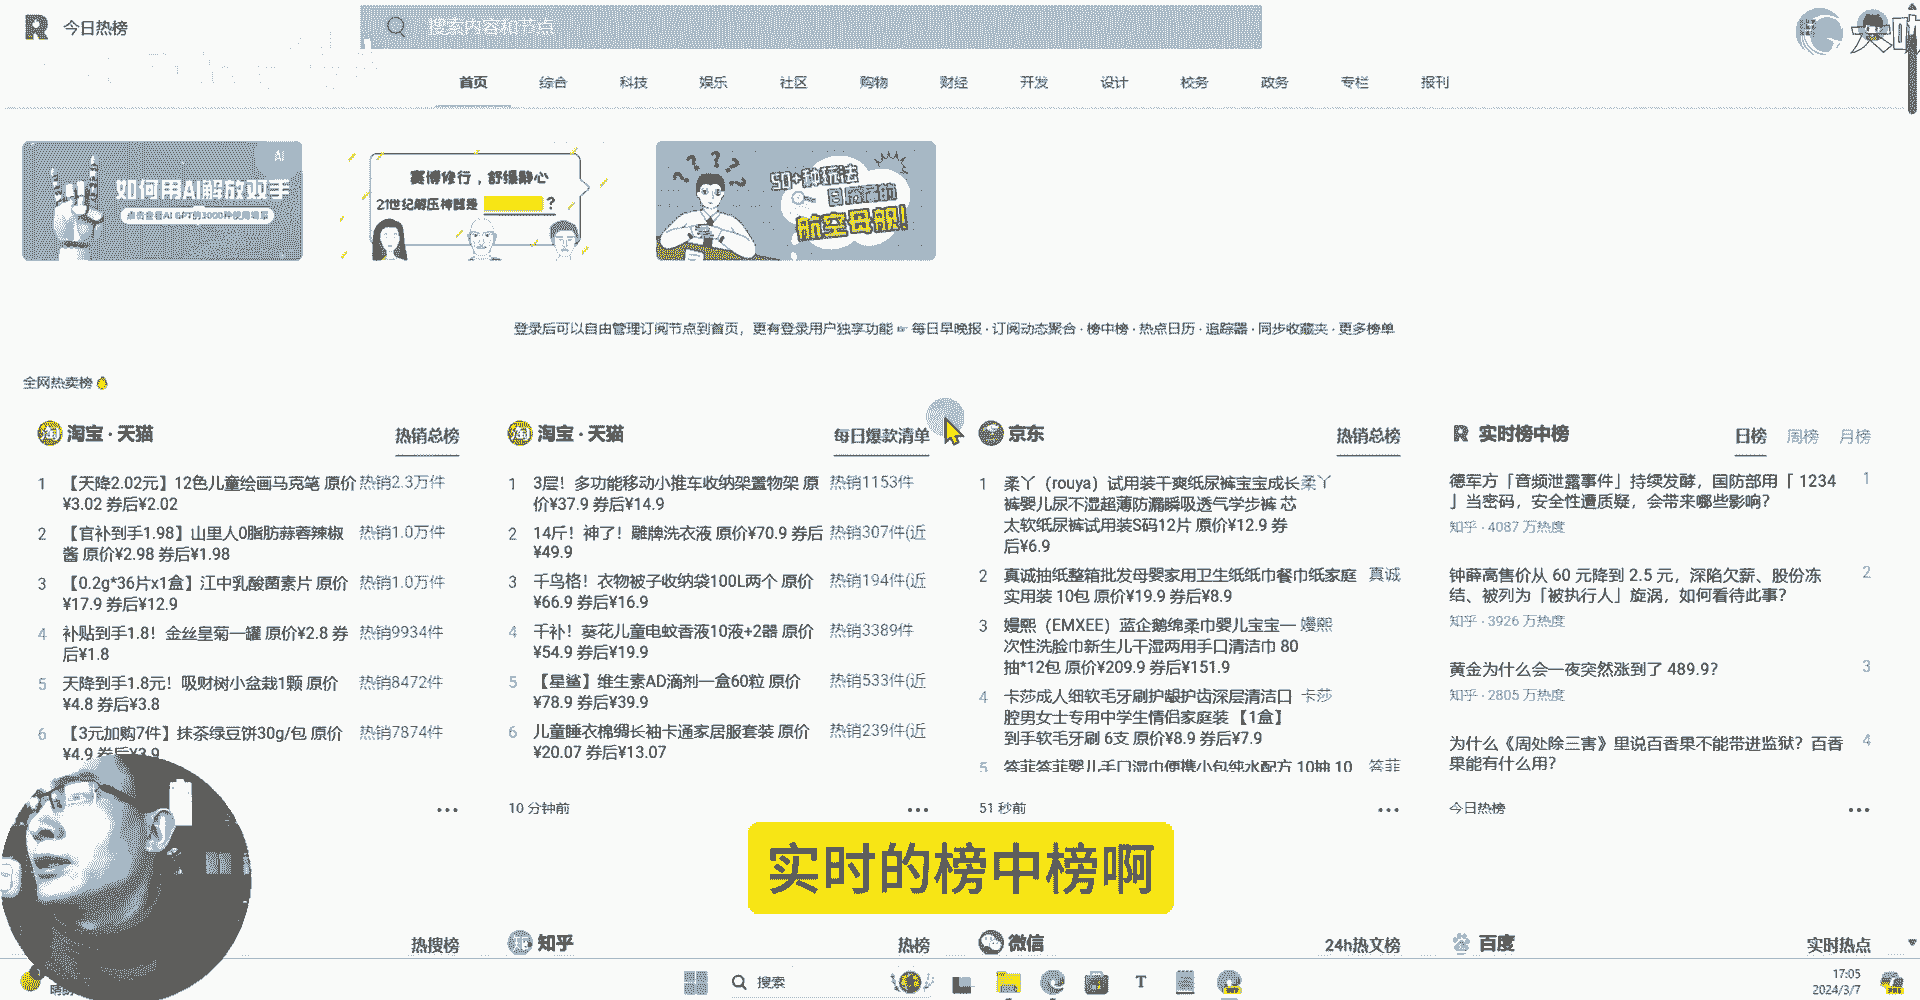 今日热榜
搜索内容和节点
首页 综合 科技 娱乐 社区 购物 财经 开发 设计 校务 政务 专栏 报刊
AI
如何用AI解放双手
点击查看AI GPT的3000种使用场景
赛博修行，舒缓静心
21世纪解压神器是 ？
50+种玩法
日历界的
航空母舰!
登录后可以自由管理订阅节点到首页，更有登录用户独享功能 ☞ 每日早晚报 · 订阅动态聚合 · 榜中榜 · 热点日历 · 追踪器 · 同步收藏夹 · 更多榜单
全网热卖榜
淘宝 · 天猫 热销总榜
1 【天降2.02元】12色儿童绘画马克笔 原价 热销2.3万件
¥3.02 券后¥2.02
2 【官补到手1.98】山里人0脂肪蒜蓉辣椒 热销1.0万件
酱 原价¥2.98 券后¥1.98
3 【0.2g*36片x1盒】江中乳酸菌素片 原价 热销1.0万件
¥17.9 券后¥12.9
4 补贴到手1.8！金丝皇菊一罐 原价¥2.8 券 热销9934件
后¥1.8
5 天降到手1.8元！吸财树小盆栽1颗 原价 热销8472件
¥4.8 券后¥3.8
6 【3元加购7件】抹茶绿豆饼30g/包 原价 热销7874件
¥4.9 券后¥3.9
淘宝 · 天猫 每日爆款清单
1 3层！多功能移动小推车收纳架置物架 原 热销1153件
价¥37.9 券后¥14.9
2 14斤！神了！雕牌洗衣液 原价¥70.9 券后 热销307件(近
¥49.9
3 千鸟格！衣物被子收纳袋100L两个 原价 热销194件(近
¥66.9 券后¥16.9
4 千补！葵花儿童电蚊香液10液+2器 原价 热销3389件
¥54.9 券后¥19.9
5 【星鲨】维生素AD滴剂一盒60粒 原价 热销533件(近
¥78.9 券后¥39.9
6 儿童睡衣棉绸长袖卡通家居服套装 原价 热销239件(近
¥20.07 券后¥13.07
10 分钟前
京东 热销总榜
1 柔丫（rouya）试用装干爽纸尿裤宝宝成长 柔丫
裤婴儿尿不湿超薄防漏瞬吸透气学步裤 芯
太软纸尿裤试用装S码12片 原价¥12.9 券
后¥6.9
2 真诚抽纸整箱批发母婴家用卫生纸纸巾餐巾纸家庭 真诚
实用装 10包 原价¥19.9 券后¥8.9
3 嫚熙（EMXEE）蓝企鹅绵柔巾婴儿宝宝一 嫚熙
次性洗脸巾新生儿干湿两用手口清洁巾 80
抽*12包 原价¥209.9 券后¥151.9
4 卡莎成人细软毛牙刷护龈护齿深层清洁口 卡莎
腔男女士专用中学生情侣家庭装 【1盒】
到手软毛牙刷 6支 原价¥8.9 券后¥7.9
5 答菲答菲婴儿手口湿巾便携小包纯水配方 10抽 10 答菲
51 秒前
实时榜中榜 日榜 周榜 月榜
德军方「音频泄露事件」持续发酵，国防部用「 1234 1
」当密码，安全性遭质疑，会带来哪些影响？
知乎 · 4087 万热度
钟薛高售价从 60 元降到 2.5 元，深陷欠薪、股份冻 2
结、被列为「被执行人」旋涡，如何看待此事？
知乎 · 3926 万热度
黄金为什么会一夜突然涨到了 489.9？ 3
知乎 · 2805 万热度
为什么《周处除三害》里说百香果不能带进监狱？百香 4
果能有什么用？
今日热榜
实时的榜中榜啊
热搜榜
知乎 热榜
微信 24h热文榜
百度 实时热点
搜索
17:05
2024/3/7